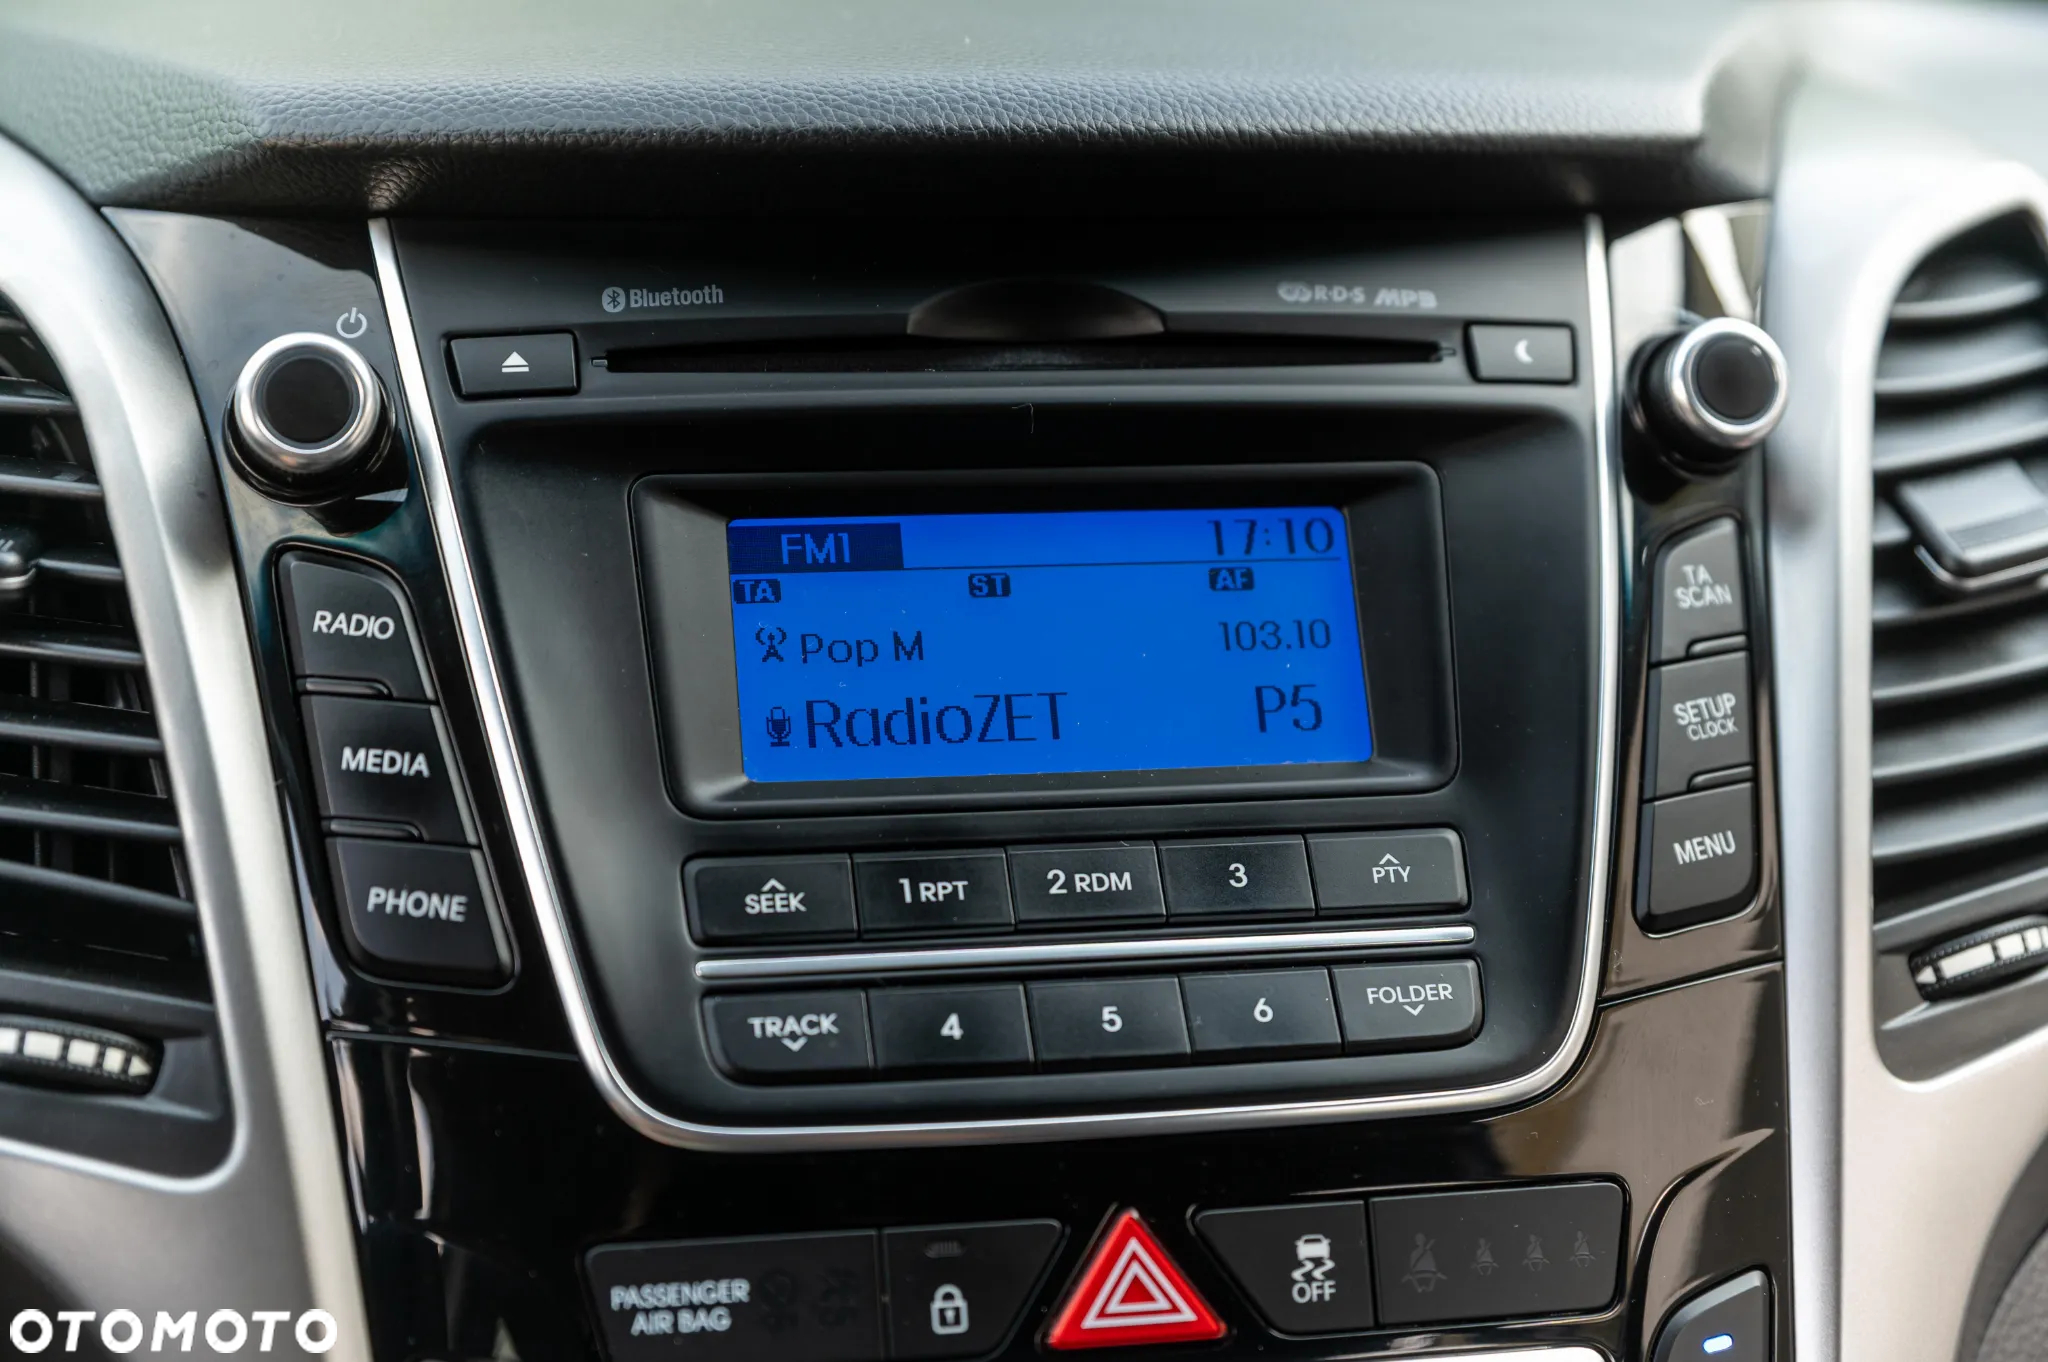 Bluetooth
R·D·S MP3
FM1 17:10
TA ST AF
Pop M 103.10
RadioZET P5
RADIO
MEDIA
PHONE
TA SCAN
SETUP CLOCK
MENU
SEEK 1 RPT 2 RDM 3 PTY
TRACK 4 5 6 FOLDER
PASSENGER
AIR BAG
OFF
OTOMOTO